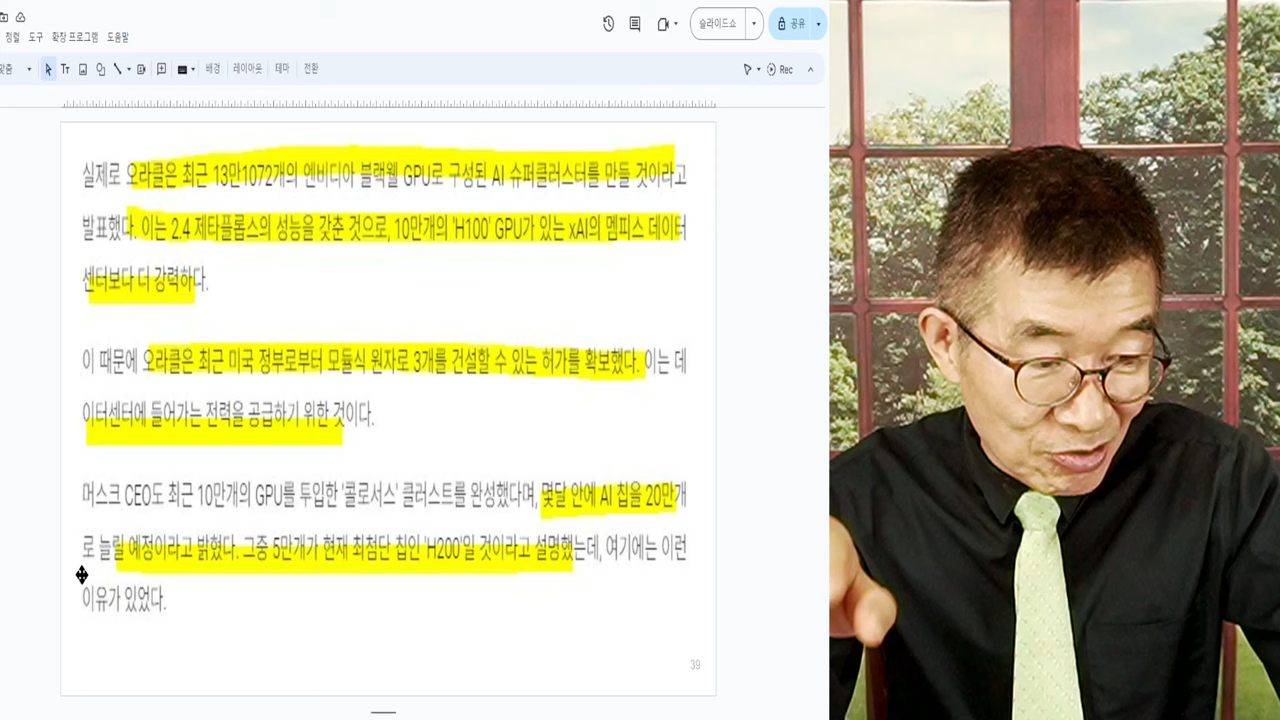 정렬 도구 확장 프로그램 도움말
슬라이드쇼
공유
맞춤
배경 레이아웃 테마 전환
Rec
실제로 오라클은 최근 13만1072개의 엔비디아 블랙웰 GPU로 구성된 AI 슈퍼클러스터를 만들 것이라고
발표했다. 이는 2.4 제타플롭스의 성능을 갖춘 것으로, 10만개의 'H100' GPU가 있는 xAI의 멤피스 데이터
센터보다 더 강력하다.
이 때문에 오라클은 최근 미국 정부로부터 모듈식 원자로 3개를 건설할 수 있는 허가를 확보했다. 이는 데
이터센터에 들어가는 전력을 공급하기 위한 것이다.
머스크 CEO도 최근 10만개의 GPU를 투입한 '콜로서스' 클러스트를 완성했다며, 몇달 안에 AI 칩을 20만개
로 늘릴 예정이라고 밝혔다. 그중 5만개가 현재 최첨단 칩인 'H200'일 것이라고 설명했는데, 여기에는 이런
이유가 있었다.
39